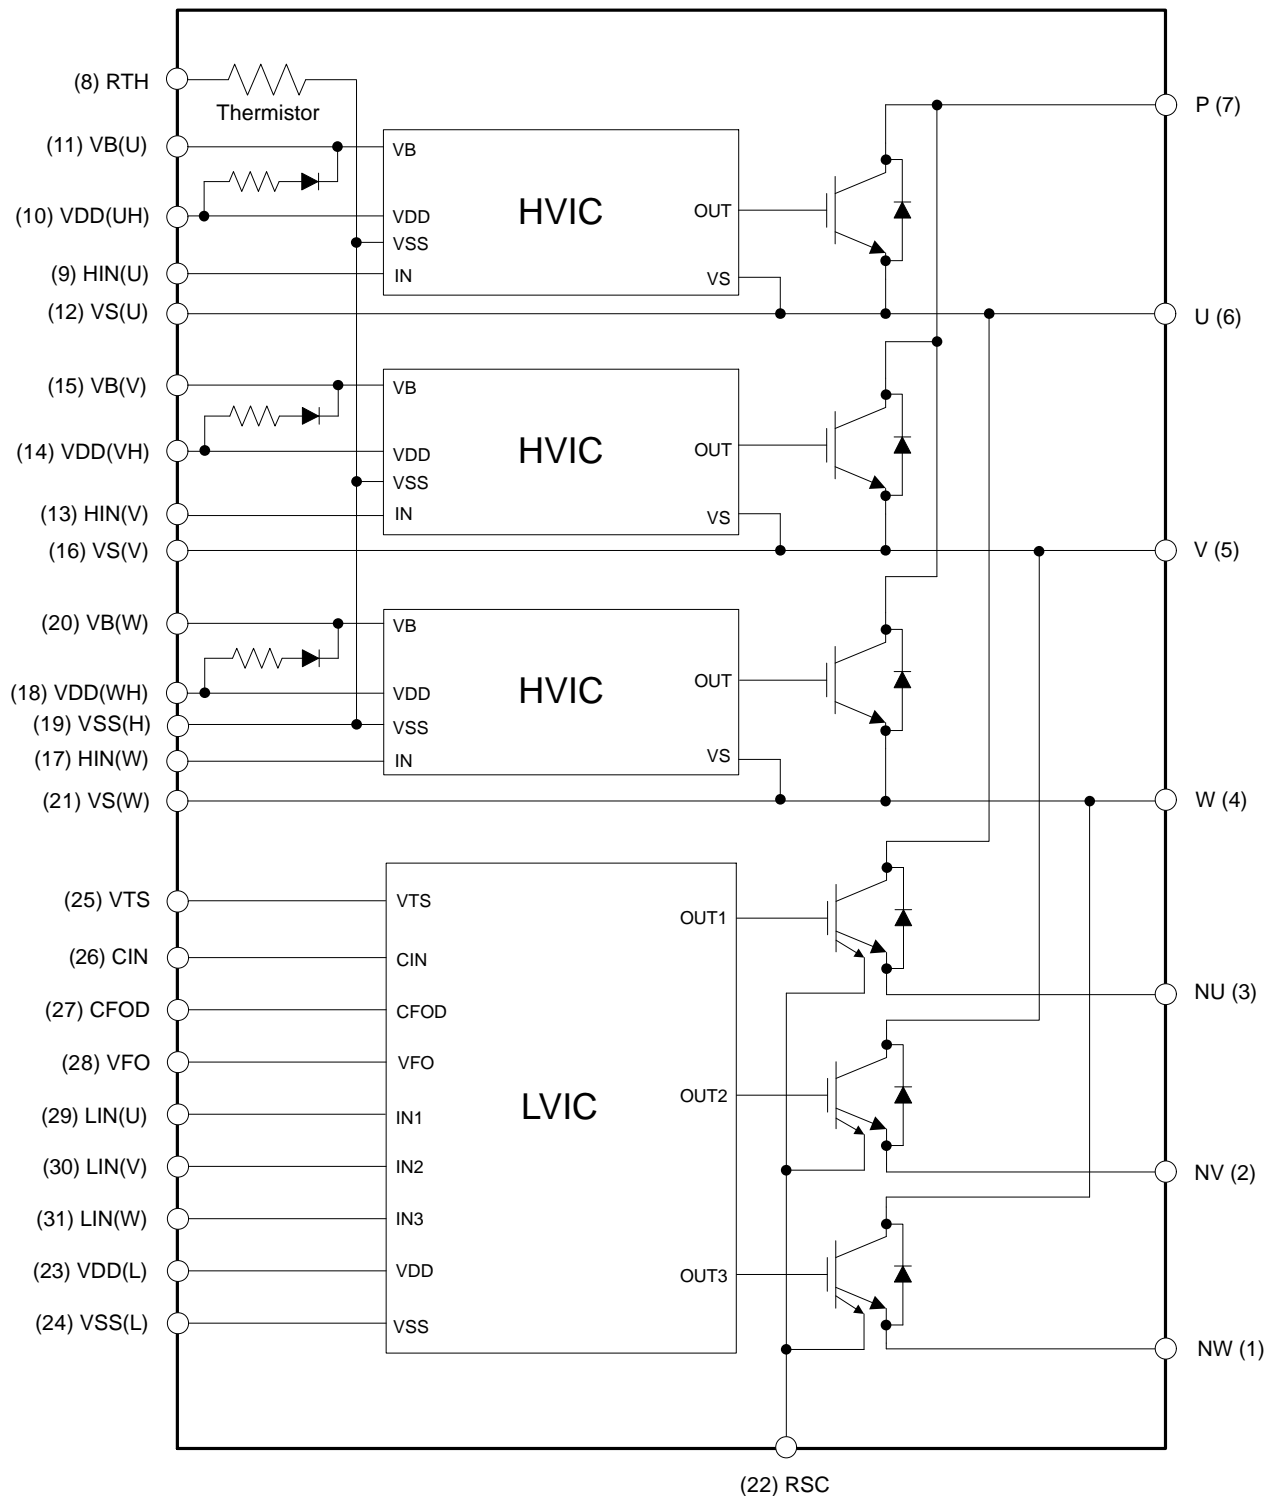 (8) RTH
Thermistor
P (7)
(11) VB(U)
VB
(10) VDD(UH)
VDD
HVIC
OUT
VSS
(9) HIN(U)
IN
VS
(12) VS(U)
U (6)
(15) VB(V)
VB
(14) VDD(VH)
VDD
HVIC
OUT
VSS
(13) HIN(V)
IN
VS
(16) VS(V)
V (5)
(20) VB(W)
VB
(18) VDD(WH)
VDD
HVIC
OUT
(19) VSS(H)
VSS
(17) HIN(W)
IN
VS
(21) VS(W)
W (4)
(25) VTS
VTS
OUT1
(26) CIN
CIN
NU (3)
(27) CFOD
CFOD
(28) VFO
VFO
LVIC
OUT2
(29) LIN(U)
IN1
(30) LIN(V)
IN2
NV (2)
(31) LIN(W)
IN3
(23) VDD(L)
VDD
OUT3
(24) VSS(L)
VSS
NW (1)
(22) RSC